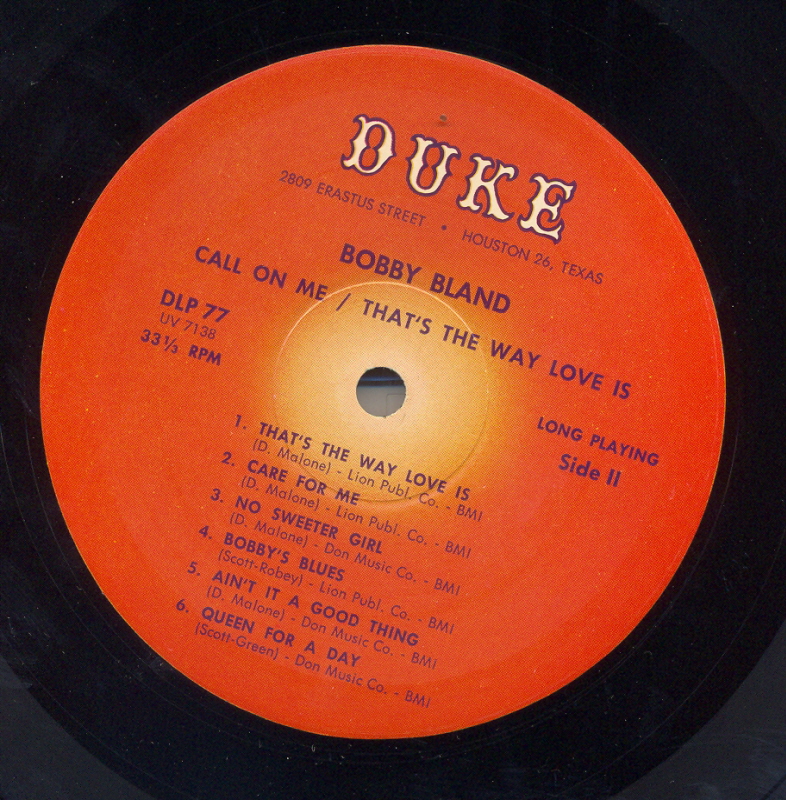 DUKE
2809 ERASTUS STREET • HOUSTON 26, TEXAS
BOBBY BLAND
CALL ON ME / THAT'S THE WAY LOVE IS
DLP 77
UV 7138
33⅓ RPM
LONG PLAYING
Side II
1. THAT'S THE WAY LOVE IS
(D. Malone) - Lion Publ. Co. - BMI
2. CARE FOR ME
(D. Malone) - Lion Publ. Co. - BMI
3. NO SWEETER GIRL
(D. Malone) - Don Music Co. - BMI
4. BOBBY'S BLUES
(Scott-Robey) - Lion Publ. Co. - BMI
5. AIN'T IT A GOOD THING
(D. Malone) - Don Music Co. - BMI
6. QUEEN FOR A DAY
(Scott-Green) - Don Music Co. - BMI